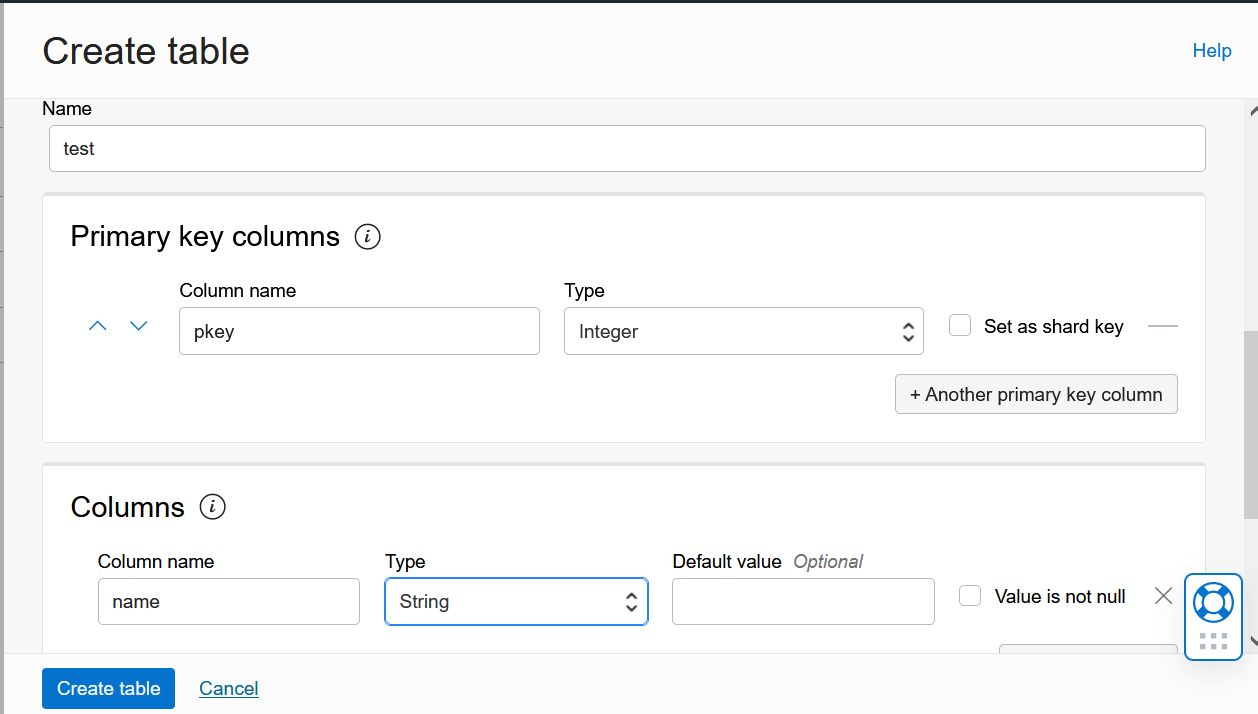 Create table
Help
Name
test
Primary key columns i
Column name Type
pkey Integer Set as shard key
+ Another primary key column
Columns i
Column name Type Default value Optional
name String Value is not null
Create table Cancel